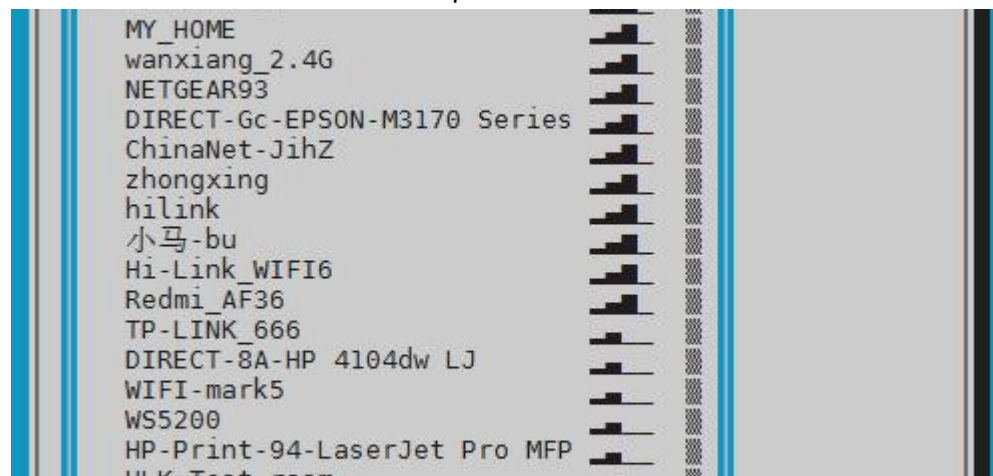 MY_HOME
wanxiang_2.4G
NETGEAR93
DIRECT-Gc-EPSON-M3170 Series
ChinaNet-JihZ
zhongxing
hilink
小马-bu
Hi-Link_WIFI6
Redmi_AF36
TP-LINK_666
DIRECT-8A-HP 4104dw LJ
WIFI-mark5
WS5200
HP-Print-94-LaserJet Pro MFP